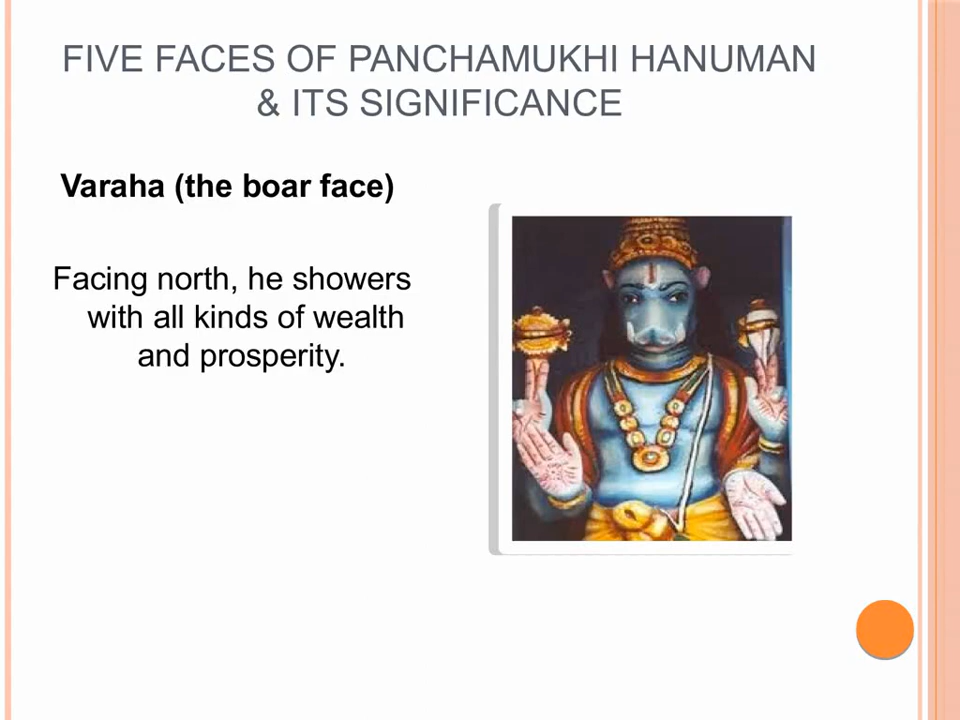 FIVE FACES OF PANCHAMUKHI HANUMAN
& ITS SIGNIFICANCE
Varaha (the boar face)
Facing north, he showers
with all kinds of wealth
and prosperity.